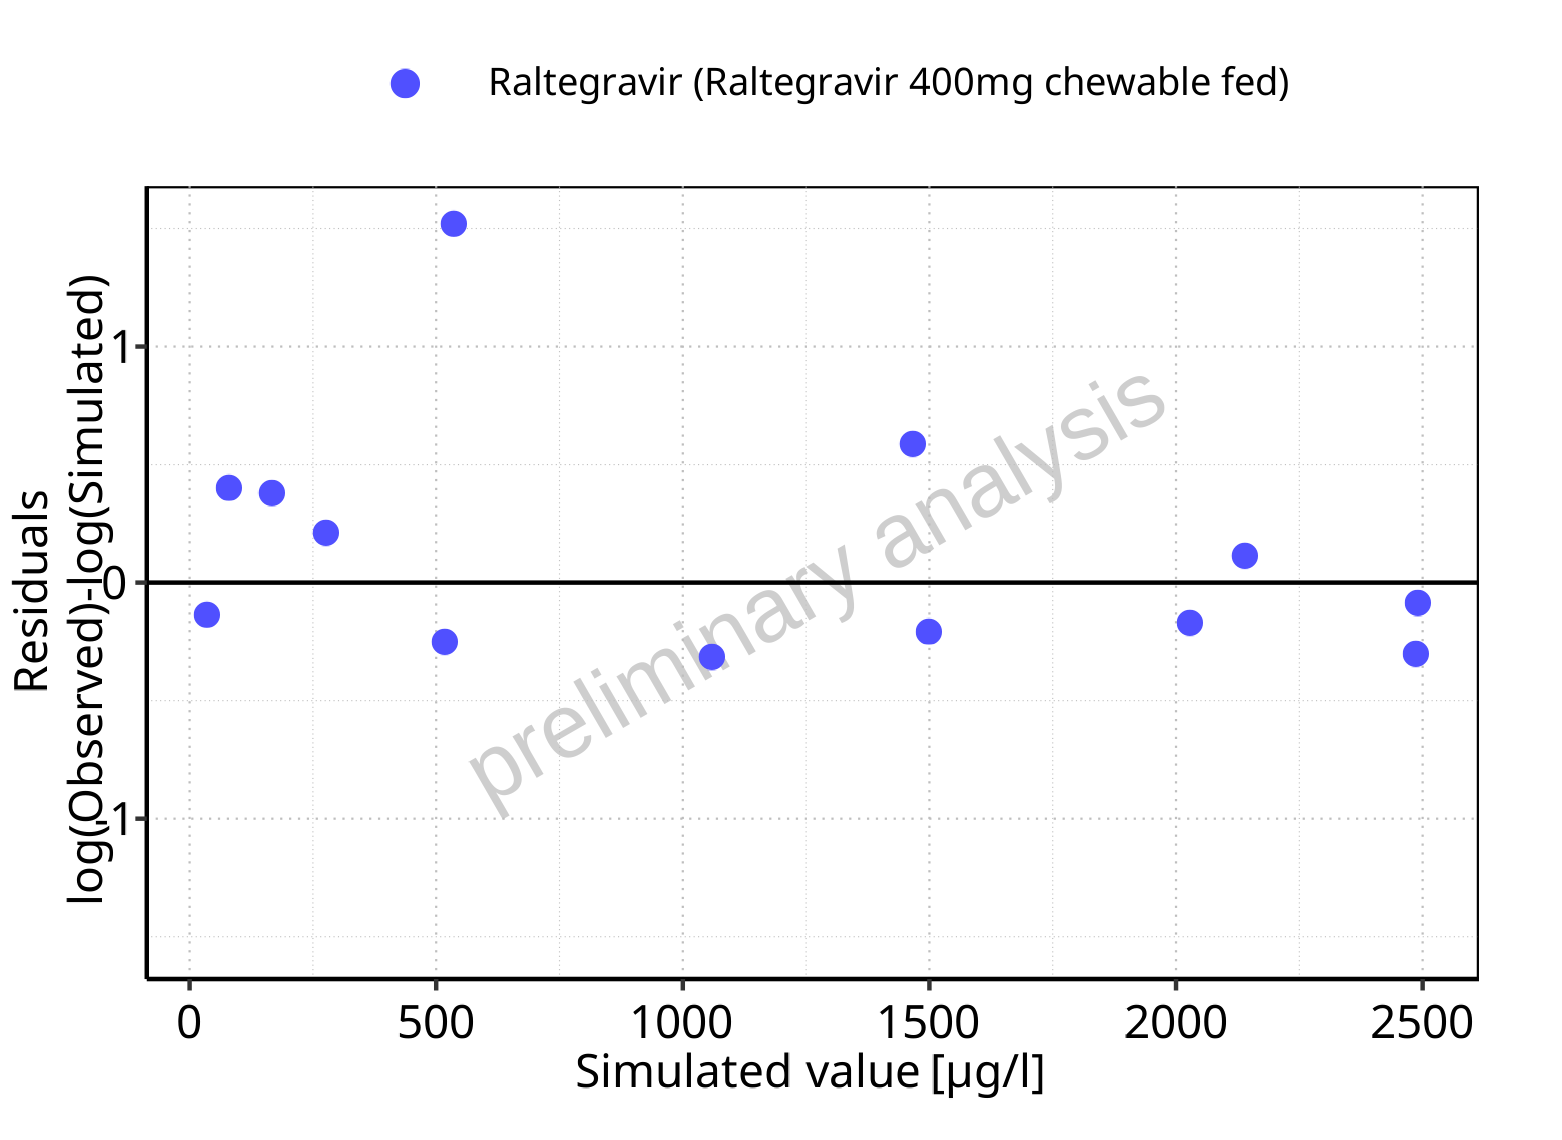 Raltegravir (Raltegravir 400mg chewable fed)
Residuals
log(Observed)-log(Simulated)
1
0
-1
preliminary analysis
0 500 1000 1500 2000 2500
Simulated value [µg/l]